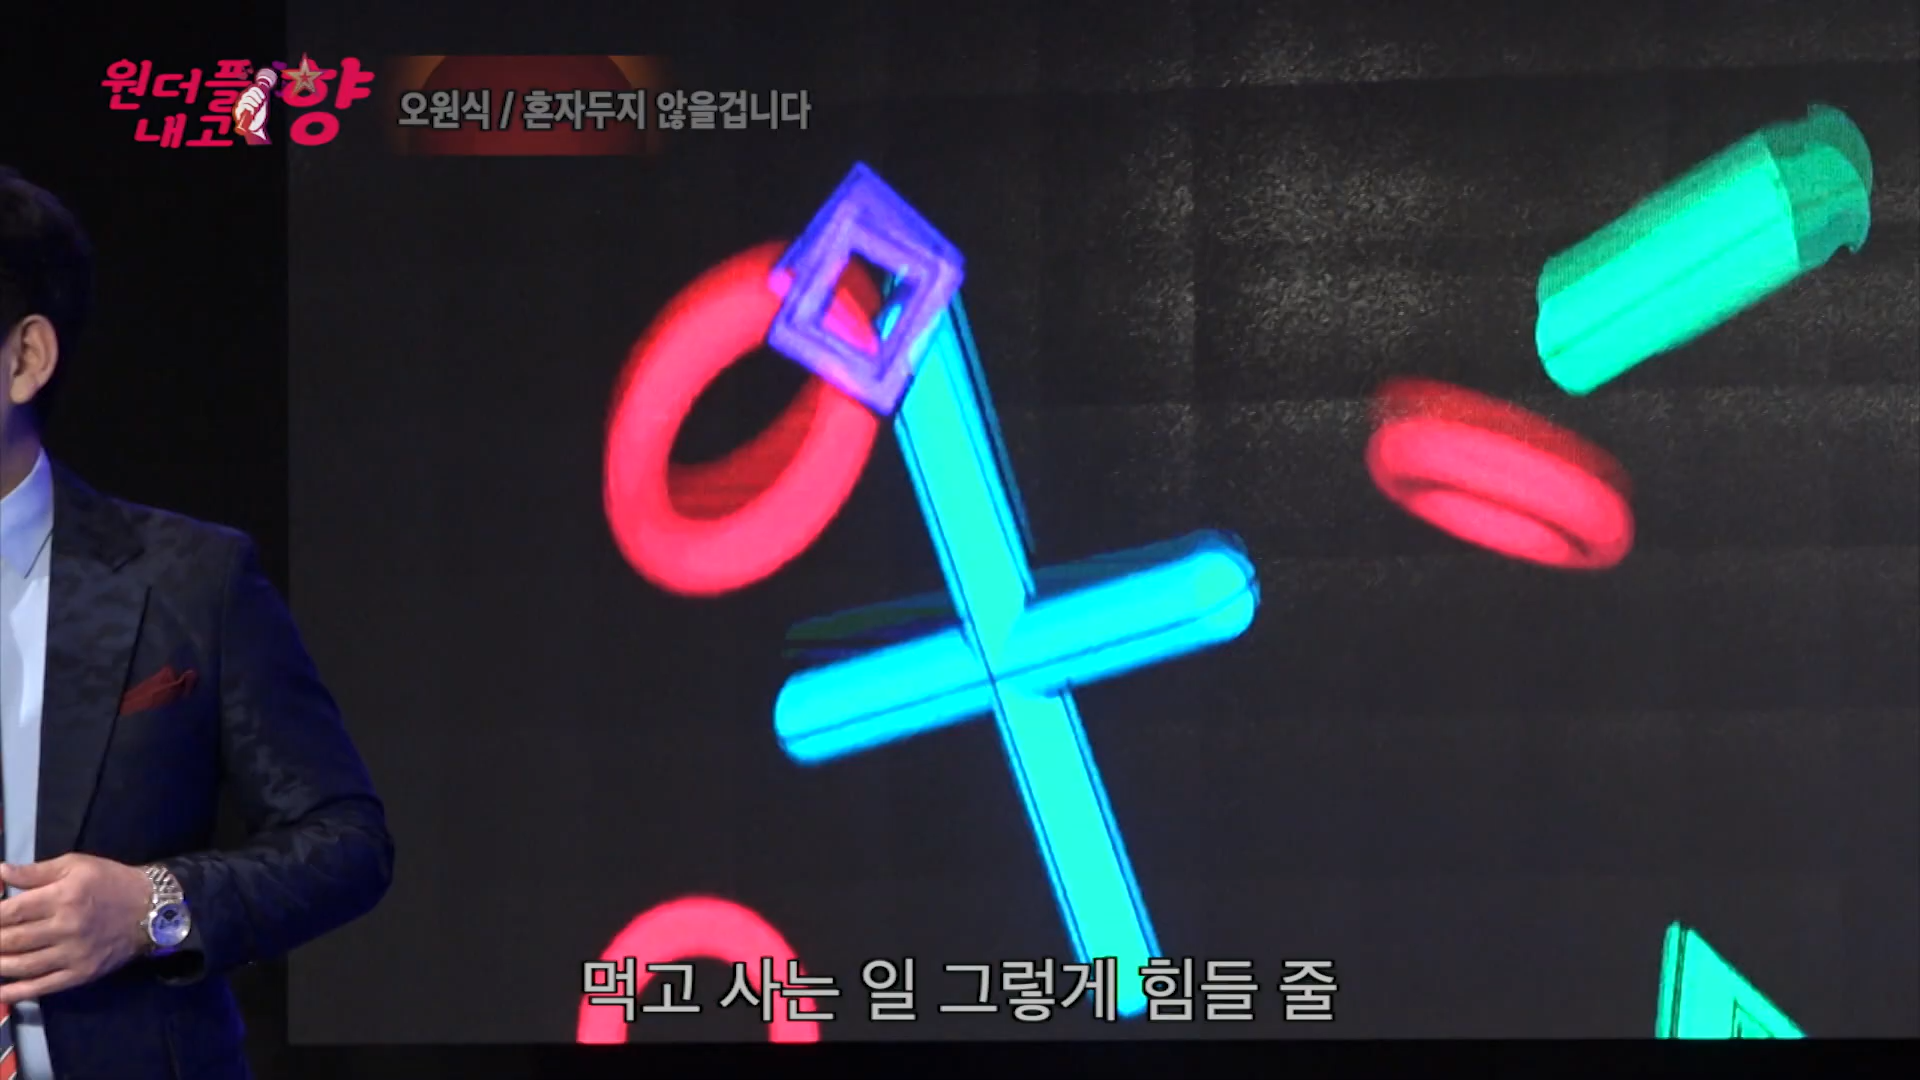 원더풀
내고향
오원식 / 혼자두지 않을겁니다
먹고 사는 일 그렇게 힘들 줄